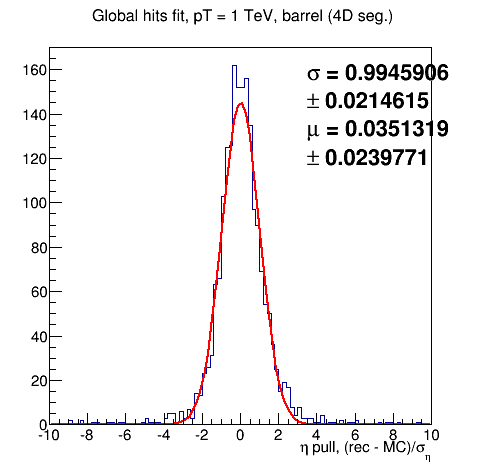 Global hits fit, pT = 1 TeV, barrel (4D seg.)
σ = 0.9945906
± 0.0214615
μ = 0.0351319
± 0.0239771
160
140
120
100
80
60
40
20
0
-10 -8 -6 -4 -2 0 2 4 6 8 10
η pull, (rec - MC)/σ_η